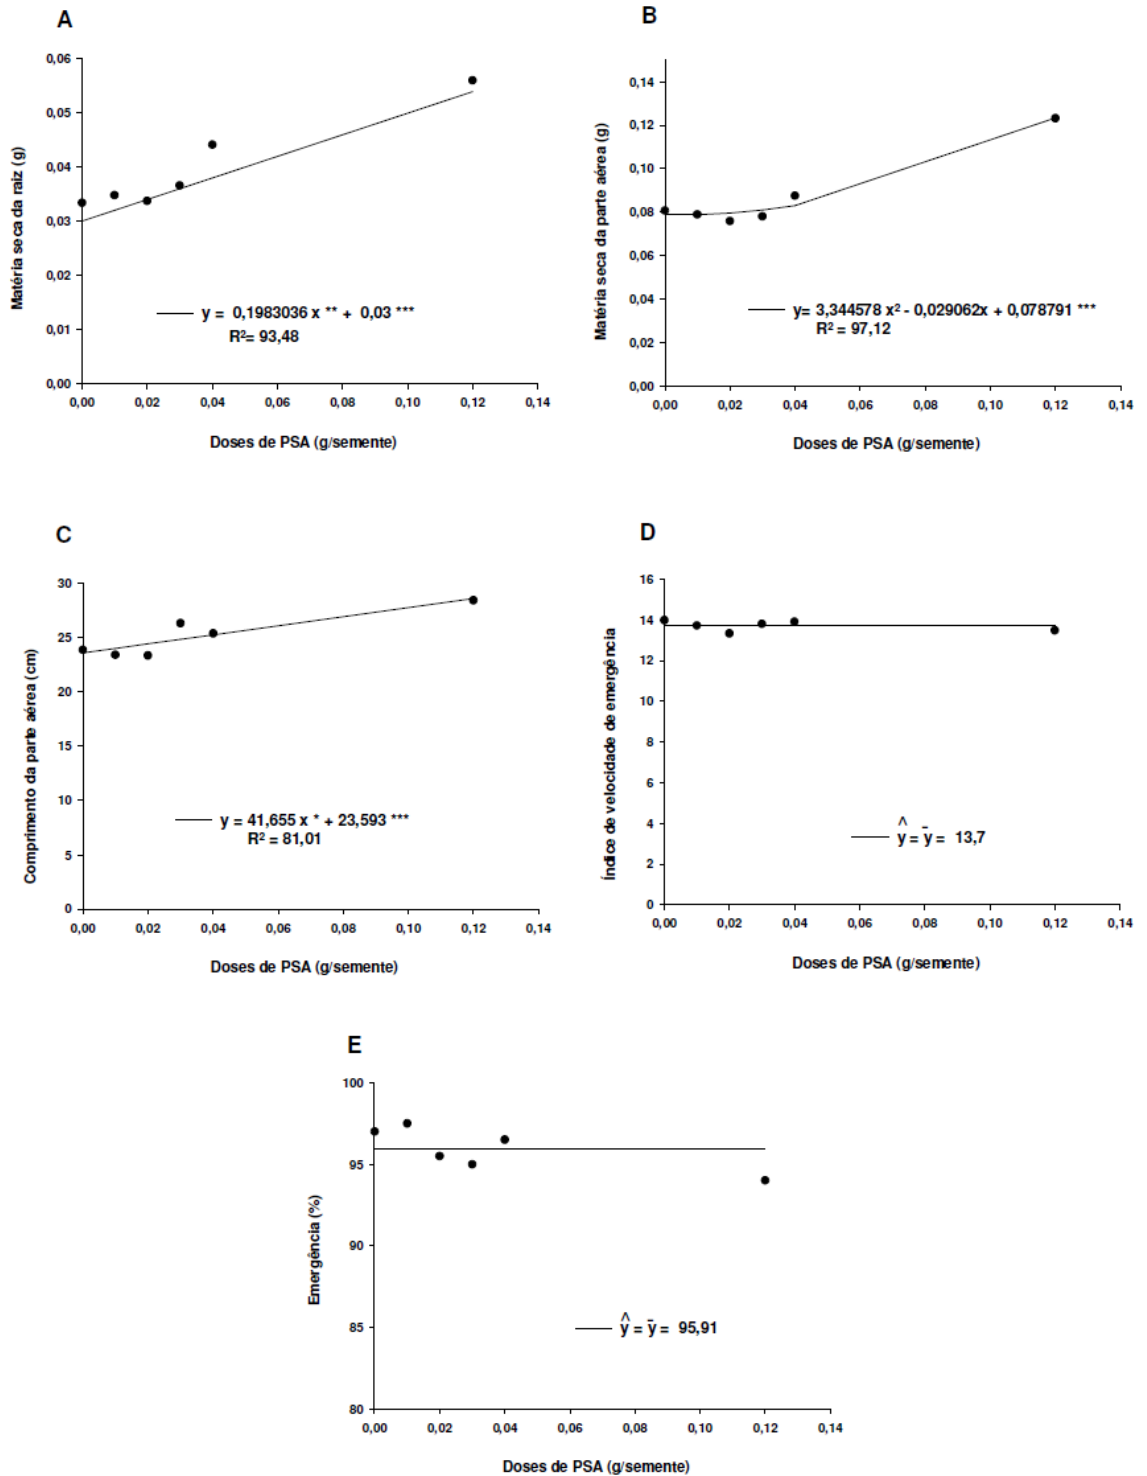 A
Matéria seca da raiz (g)
0,06
0,05
0,04
0,03
0,02
0,01
0,00
y = 0,1983036 x ** + 0,03 ***
R²= 93,48
0,00 0,02 0,04 0,06 0,08 0,10 0,12 0,14
Doses de PSA (g/semente)
B
Matéria seca da parte aérea (g)
0,14
0,12
0,10
0,08
0,06
0,04
0,02
0,00
y= 3,344578 x² - 0,029062x + 0,078791 ***
R² = 97,12
0,00 0,02 0,04 0,06 0,08 0,10 0,12 0,14
Doses de PSA (g/semente)
C
Comprimento da parte aérea (cm)
30
25
20
15
10
5
0
y = 41,655 x * + 23,593 ***
R² = 81,01
0,00 0,02 0,04 0,06 0,08 0,10 0,12 0,14
Doses de PSA (g/semente)
D
Índice de velocidade de emergência
16
14
12
10
8
6
4
2
0
ŷ = ȳ = 13,7
0,00 0,02 0,04 0,06 0,08 0,10 0,12 0,14
Doses de PSA (g/semente)
E
Emergência (%)
100
95
90
85
80
ŷ = ȳ = 95,91
0,00 0,02 0,04 0,06 0,08 0,10 0,12 0,14
Doses de PSA (g/semente)